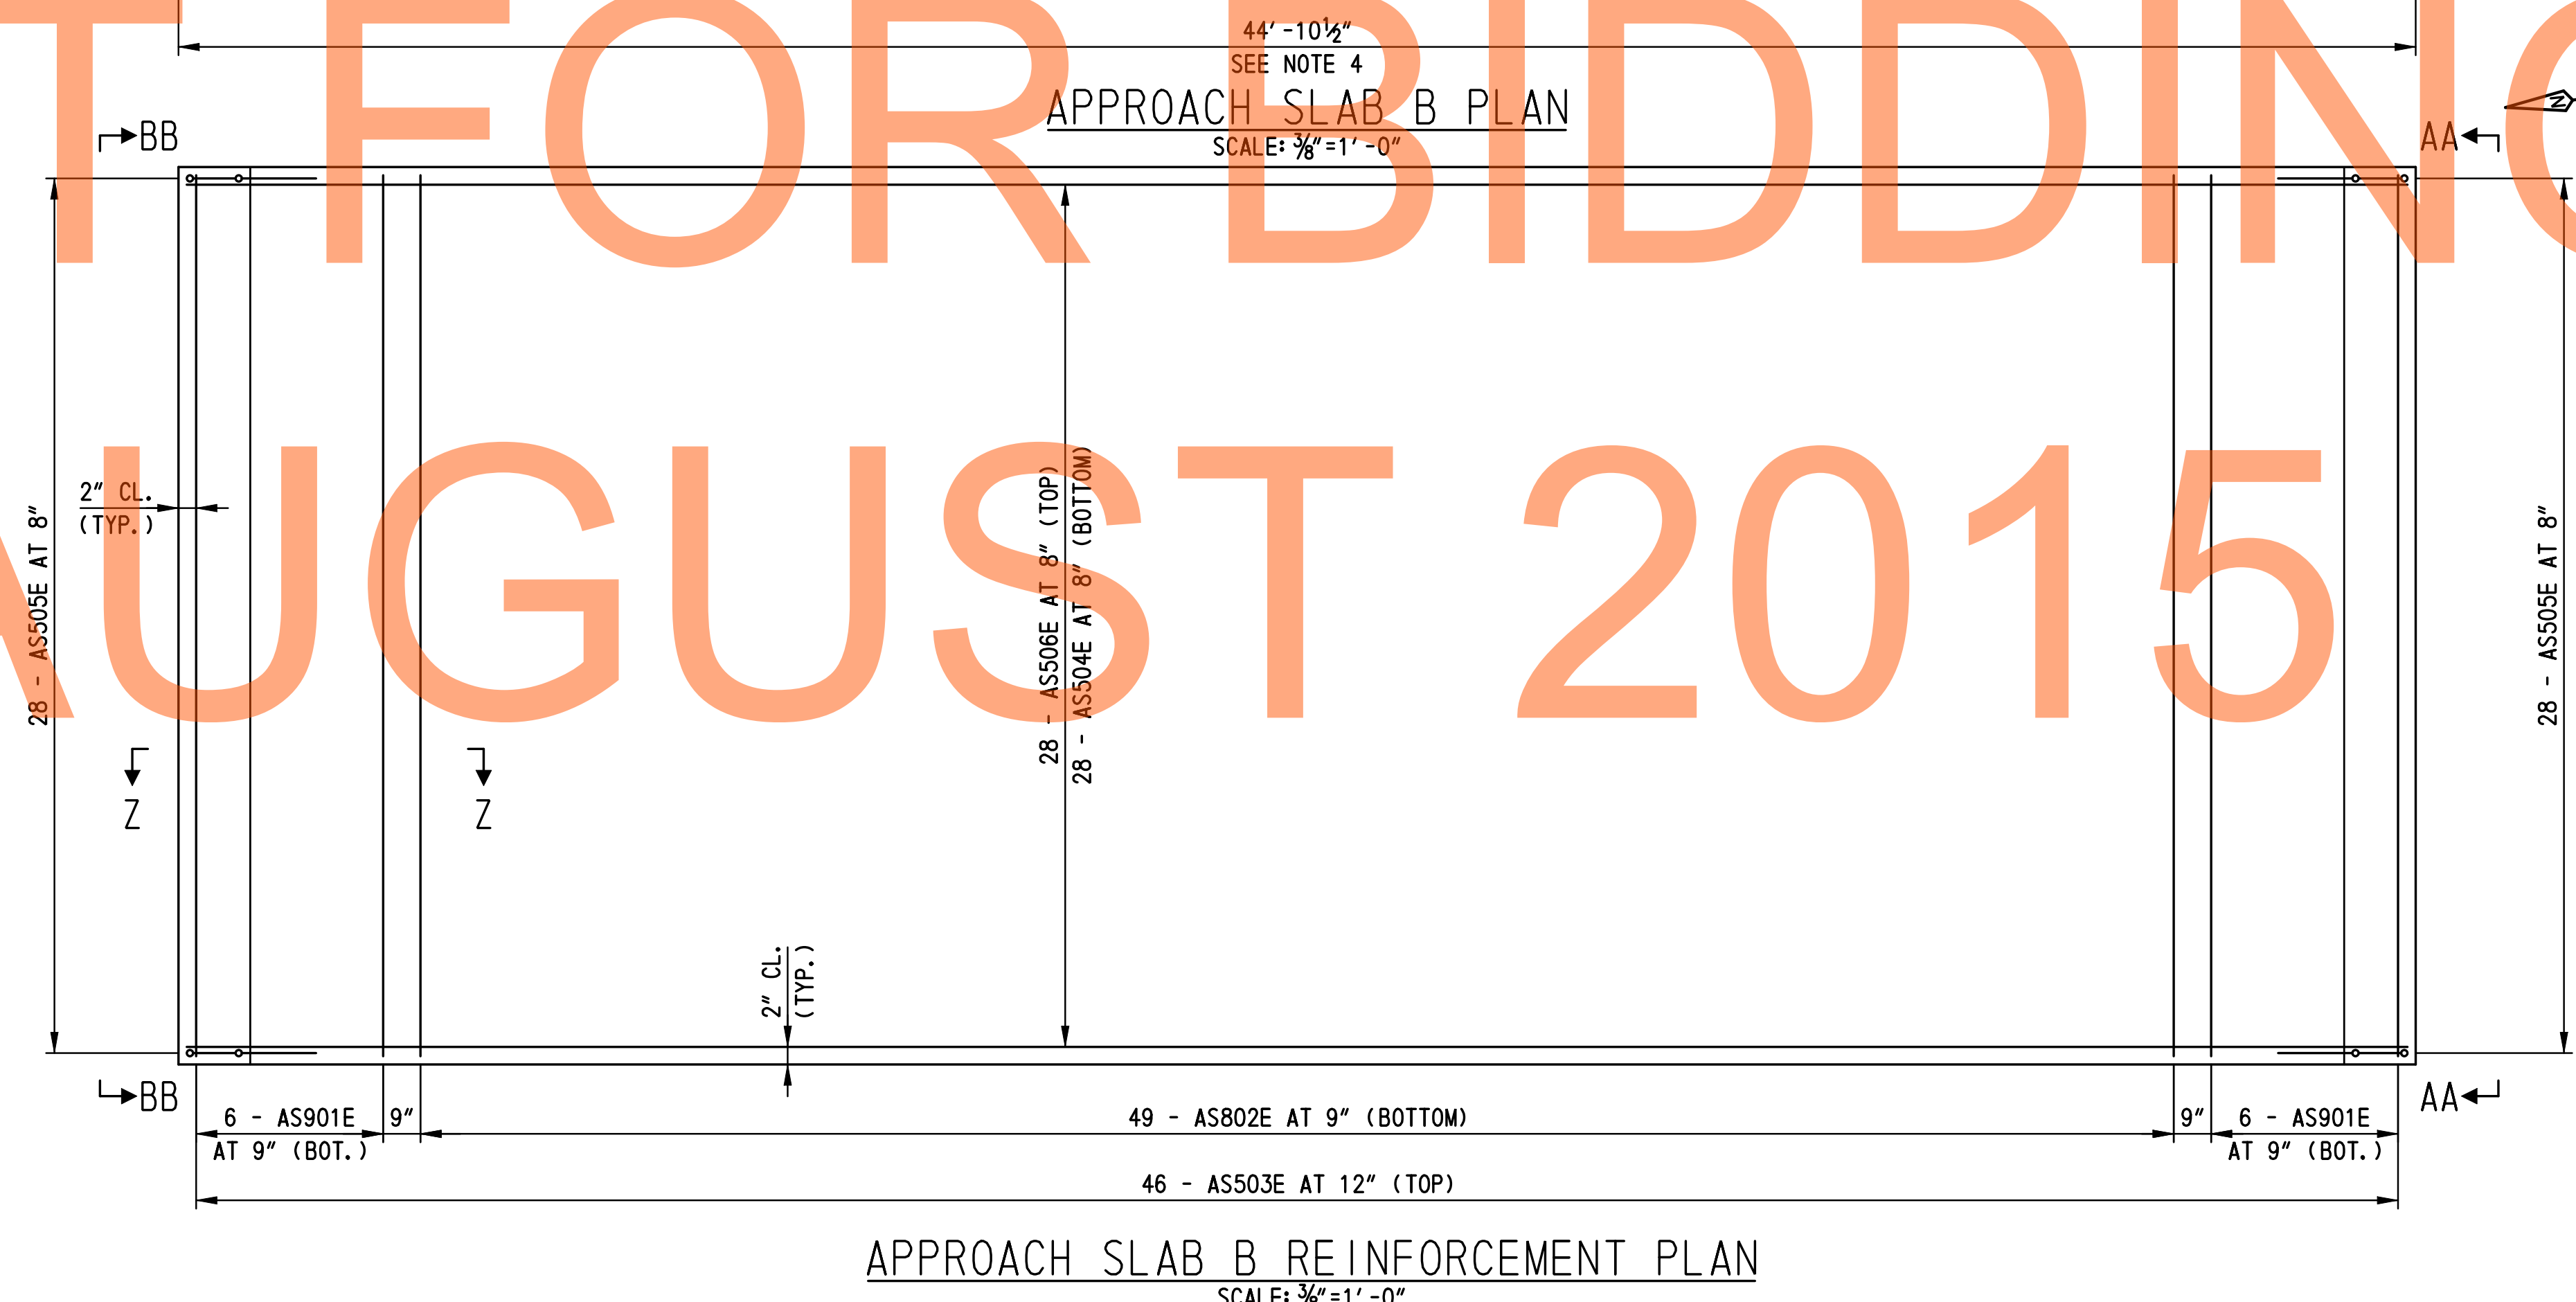 44'-10½"
SEE NOTE 4
APPROACH SLAB B PLAN
SCALE: ⅜"=1'-0"
BB
AA
N
T FOR BIDDING
2" CL.
(TYP.)
28 - AS505E AT 8"
28 - AS506E AT 8" (TOP)
28 - AS504E AT 8" (BOTTOM)
28 - AS505E AT 8"
AUGUST 2015
Z
Z
2" CL.
(TYP.)
BB
AA
6 - AS901E
AT 9" (BOT.)
9"
49 - AS802E AT 9" (BOTTOM)
9"
6 - AS901E
AT 9" (BOT.)
46 - AS503E AT 12" (TOP)
APPROACH SLAB B REINFORCEMENT PLAN
SCALE: ⅜"=1'-0"